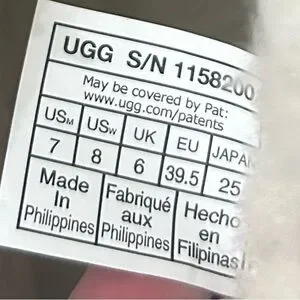 UGG S/N 1158200
May be covered by Pat:
www.ugg.com/patents
USM USW UK EU JAPAN
7 8 6 39.5 25
Made In Philippines
Fabriqué aux Philippines
Hecho en Filipinas